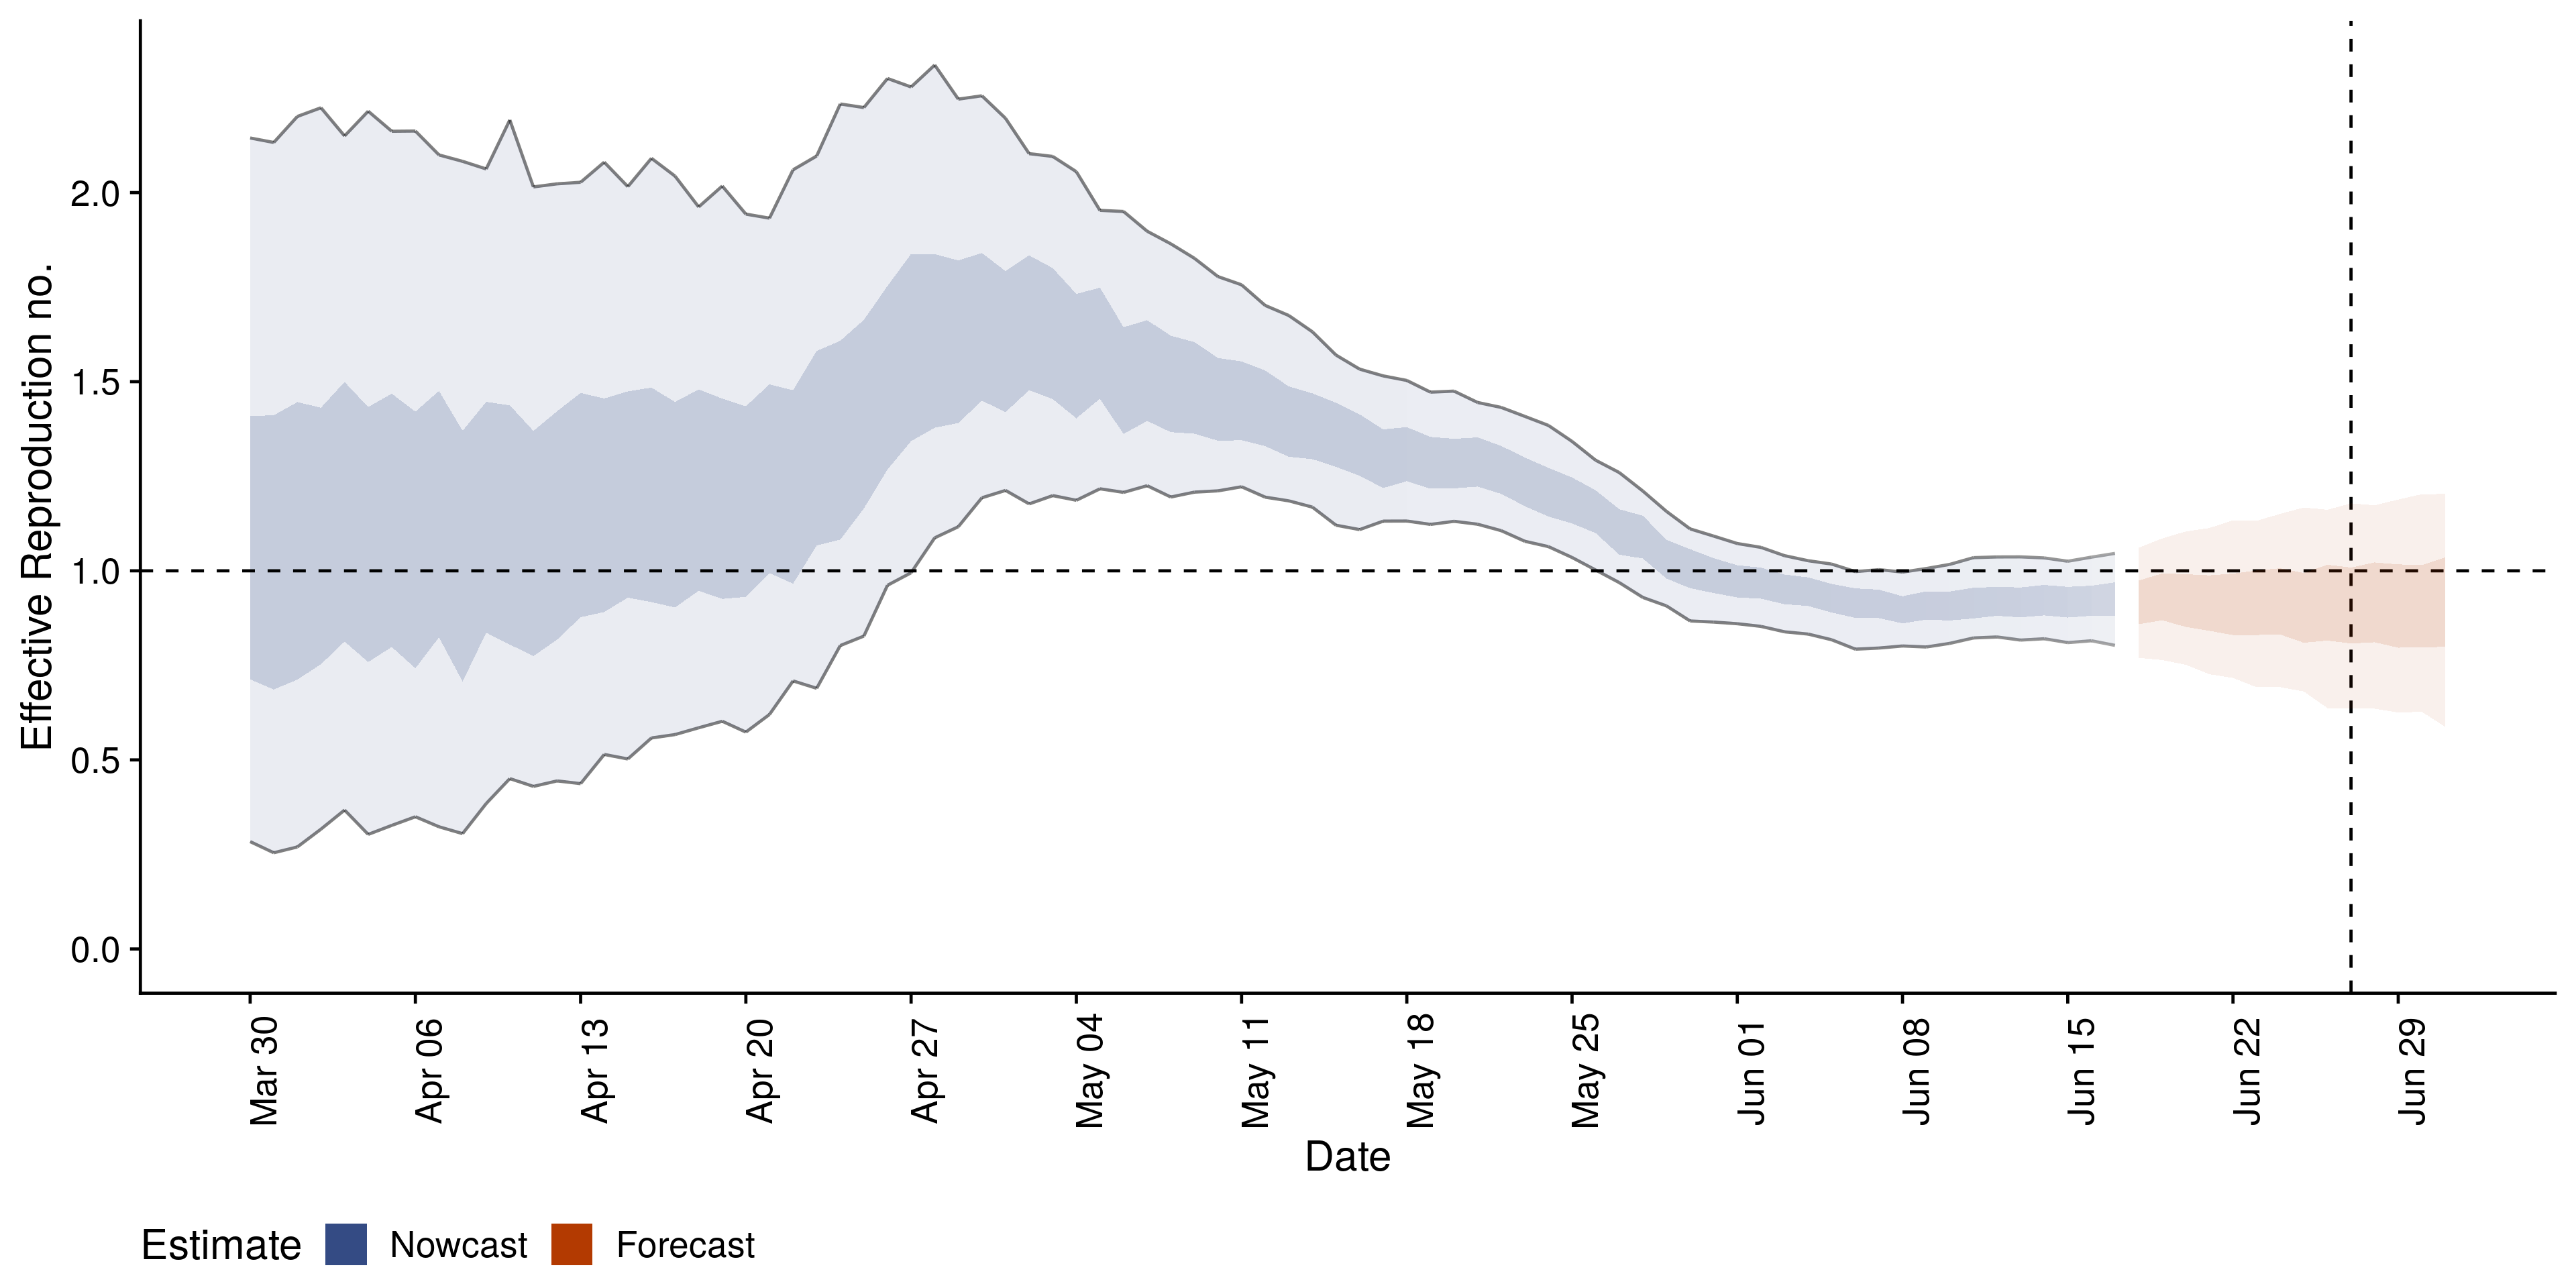 Effective Reproduction no.
2.0
1.5
1.0
0.5
0.0
Mar 30
Apr 06
Apr 13
Apr 20
Apr 27
May 04
May 11
May 18
May 25
Jun 01
Jun 08
Jun 15
Jun 22
Jun 29
Date
Estimate Nowcast Forecast